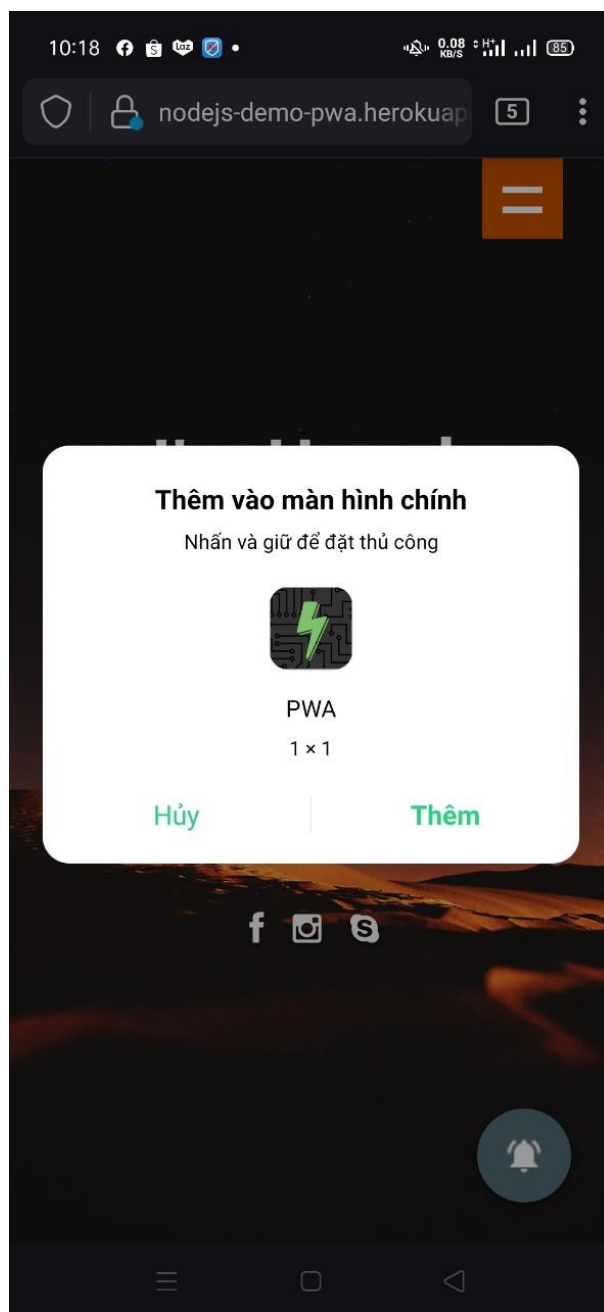 10:18
0.08
KB/S
H+
85
nodejs-demo-pwa.herokuap
5
Thêm vào màn hình chính
Nhấn và giữ để đặt thủ công
PWA
1 × 1
Hủy
Thêm